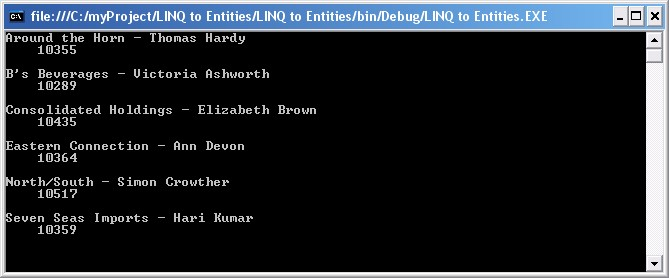 file:///C:/myProject/LINQ to Entities/LINQ to Entities/bin/Debug/LINQ to Entities.EXE
Around the Horn - Thomas Hardy
10355
B's Beverages - Victoria Ashworth
10289
Consolidated Holdings - Elizabeth Brown
10435
Eastern Connection - Ann Devon
10364
North/South - Simon Crowther
10517
Seven Seas Imports - Hari Kumar
10359